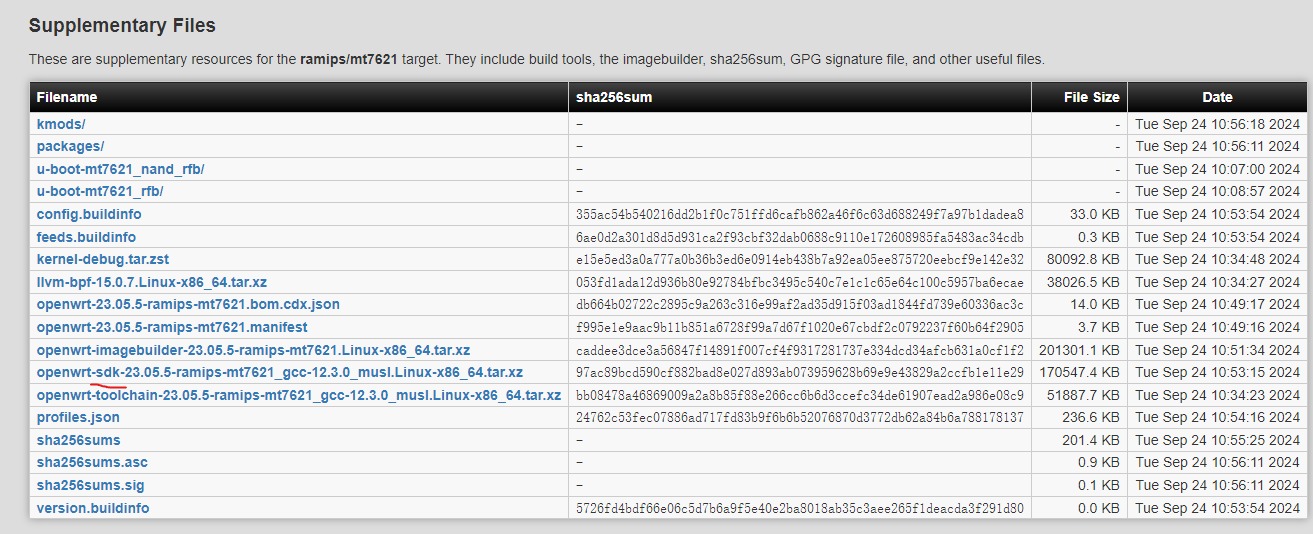 Supplementary Files
These are supplementary resources for the ramips/mt7621 target. They include build tools, the imagebuilder, sha256sum, GPG signature file, and other useful files.
Filename sha256sum File Size Date
kmods/ – - Tue Sep 24 10:56:18 2024
packages/ – - Tue Sep 24 10:56:11 2024
u-boot-mt7621_nand_rfb/ – - Tue Sep 24 10:07:00 2024
u-boot-mt7621_rfb/ – - Tue Sep 24 10:08:57 2024
config.buildinfo 355ac54b540216dd2b1f0c751ffd6cafb862a46f6c63d688249f7a97b1dadea8 33.0 KB Tue Sep 24 10:53:54 2024
feeds.buildinfo 6ae0d2a301d8d5d931ca2f93cbf32dab0688c9110e172608985fa5483ac34cdb 0.3 KB Tue Sep 24 10:53:54 2024
kernel-debug.tar.zst e15e5ed3a0a777a0b36b3ed6e0914eb438b7a92ea05ee875720eebcf9e142e32 80092.8 KB Tue Sep 24 10:34:48 2024
llvm-bpf-15.0.7.Linux-x86_64.tar.xz 053fd1ada12d936b80e92784bfbc3495c540c7e1c1c65e64c100c5957ba6ecae 38026.5 KB Tue Sep 24 10:34:27 2024
openwrt-23.05.5-ramips-mt7621.bom.cdx.json db664b02722c2895c9a263c316e99af2ad35d915f03ad1844fd739e60336ac3c 14.0 KB Tue Sep 24 10:49:17 2024
openwrt-23.05.5-ramips-mt7621.manifest f995e1e9aac9b11b851a6728f99a7d67f1020e67cbdf2c0792237f60b64f2905 3.7 KB Tue Sep 24 10:49:16 2024
openwrt-imagebuilder-23.05.5-ramips-mt7621.Linux-x86_64.tar.xz caddee3dce3a56847f14891f007cf4f9317281737e334dcd34afcb631a0cf1f2 201301.1 KB Tue Sep 24 10:51:34 2024
openwrt-sdk-23.05.5-ramips-mt7621_gcc-12.3.0_musl.Linux-x86_64.tar.xz 97ac89bcd590cf882bad8e027d893ab073959628b69e9e43829a2ccfb1e11e29 170547.4 KB Tue Sep 24 10:53:15 2024
openwrt-toolchain-23.05.5-ramips-mt7621_gcc-12.3.0_musl.Linux-x86_64.tar.xz bb08478a46869009a2a8b85f88e266cc6b6d3ccefc34de61907ead2a986e08c9 51887.7 KB Tue Sep 24 10:34:23 2024
profiles.json 24762c53fec07886ad717fd83b9f6b6b52076870d3772db62a84b6a788178137 236.6 KB Tue Sep 24 10:54:16 2024
sha256sums – 201.4 KB Tue Sep 24 10:55:25 2024
sha256sums.asc – 0.9 KB Tue Sep 24 10:56:11 2024
sha256sums.sig – 0.1 KB Tue Sep 24 10:56:11 2024
version.buildinfo 5726fd4bdf66e06c5d7b6a9f5e40e2ba8018ab35c3aee265f1deacda3f291d80 0.0 KB Tue Sep 24 10:53:54 2024